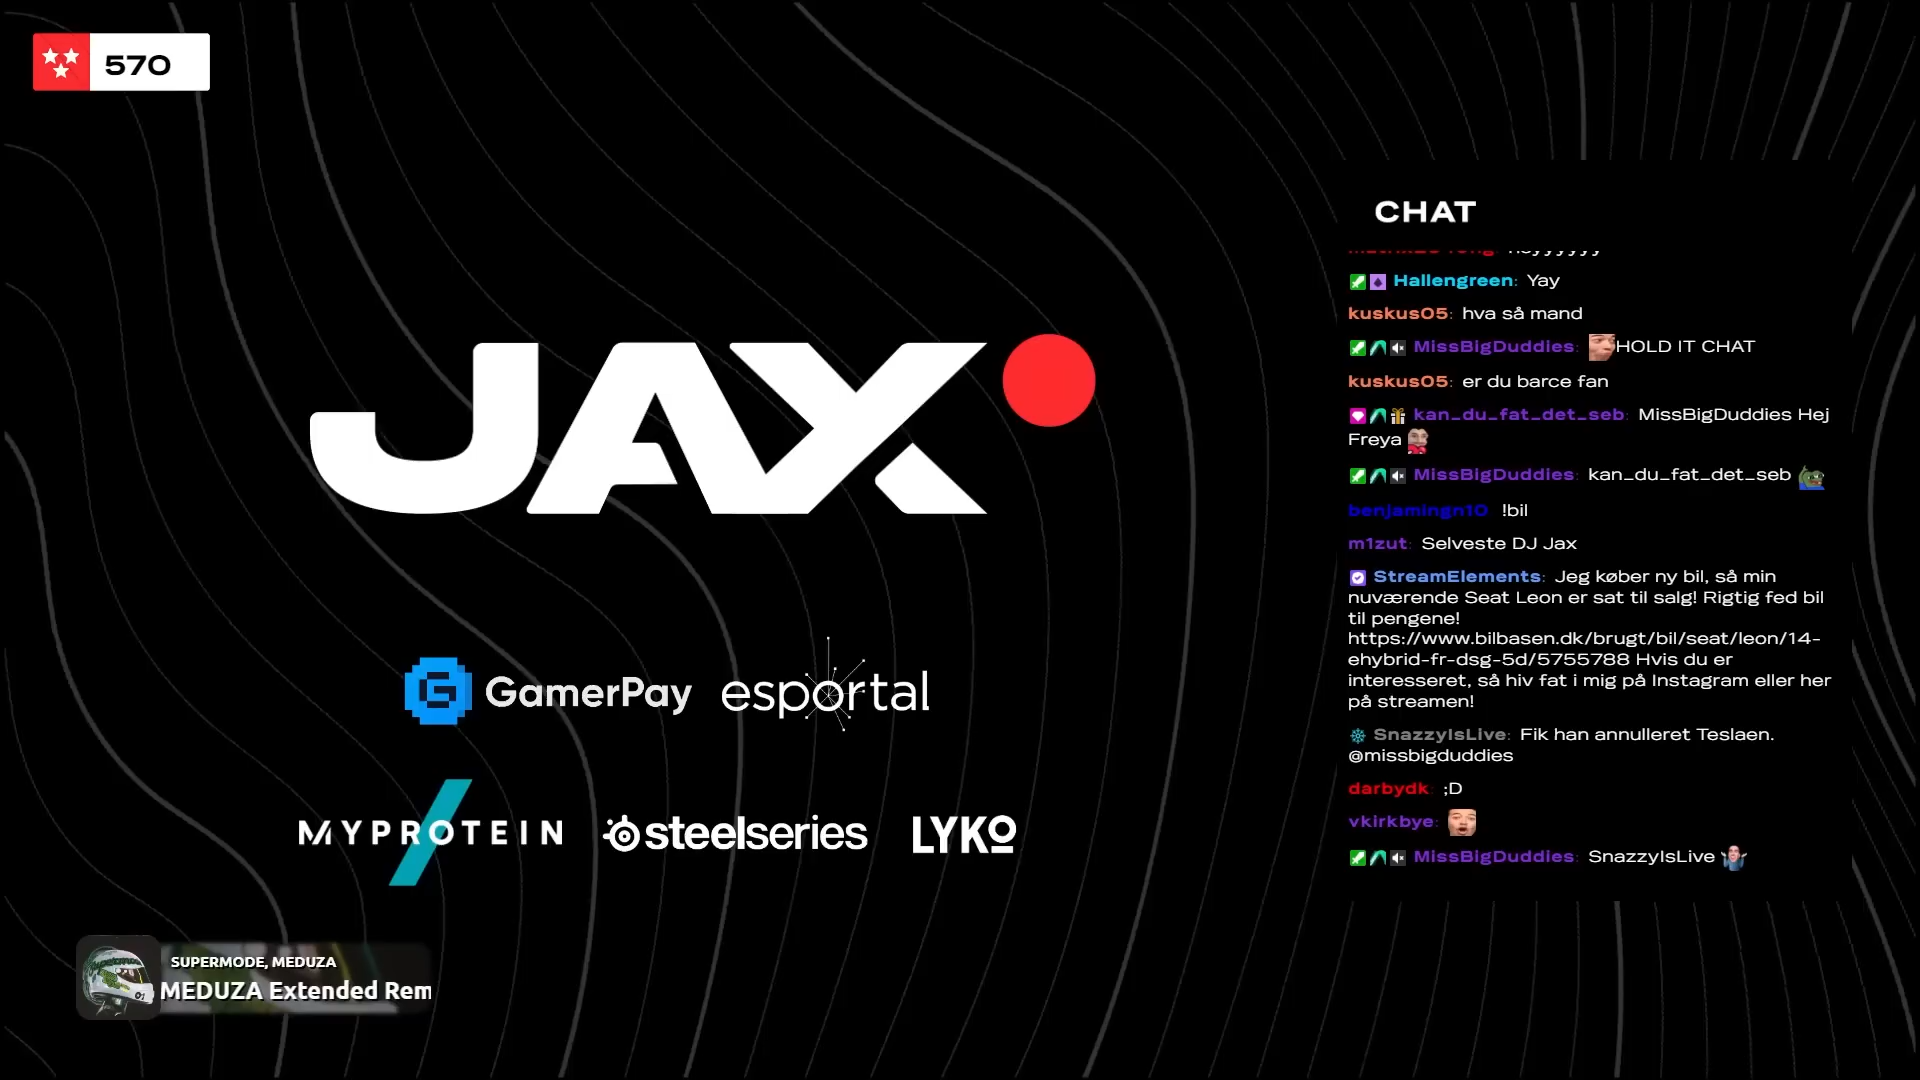 570
JAX
GamerPay
esportal
MYPROTEIN
steelseries
LYKO
SUPERMODE, MEDUZA
MEDUZA Extended Rem
CHAT
Hallengreen: Yay
kuskus05: hva så mand
MissBigDuddies: HOLD IT CHAT
kuskus05: er du barce fan
kan_du_fat_det_seb: MissBigDuddies Hej
Freya
MissBigDuddies: kan_du_fat_det_seb
benjamingn10: !bil
m1zut: Selveste DJ Jax
StreamElements: Jeg køber ny bil, så min
nuværende Seat Leon er sat til salg! Rigtig fed bil
til pengene!
https://www.bilbasen.dk/brugt/bil/seat/leon/14-
ehybrid-fr-dsg-5d/5755788 Hvis du er
interesseret, så hiv fat i mig på Instagram eller her
på streamen!
SnazzyIsLive: Fik han annulleret Teslaen.
@missbigduddies
darbydk: ;D
vkirkbye:
MissBigDuddies: SnazzyIsLive